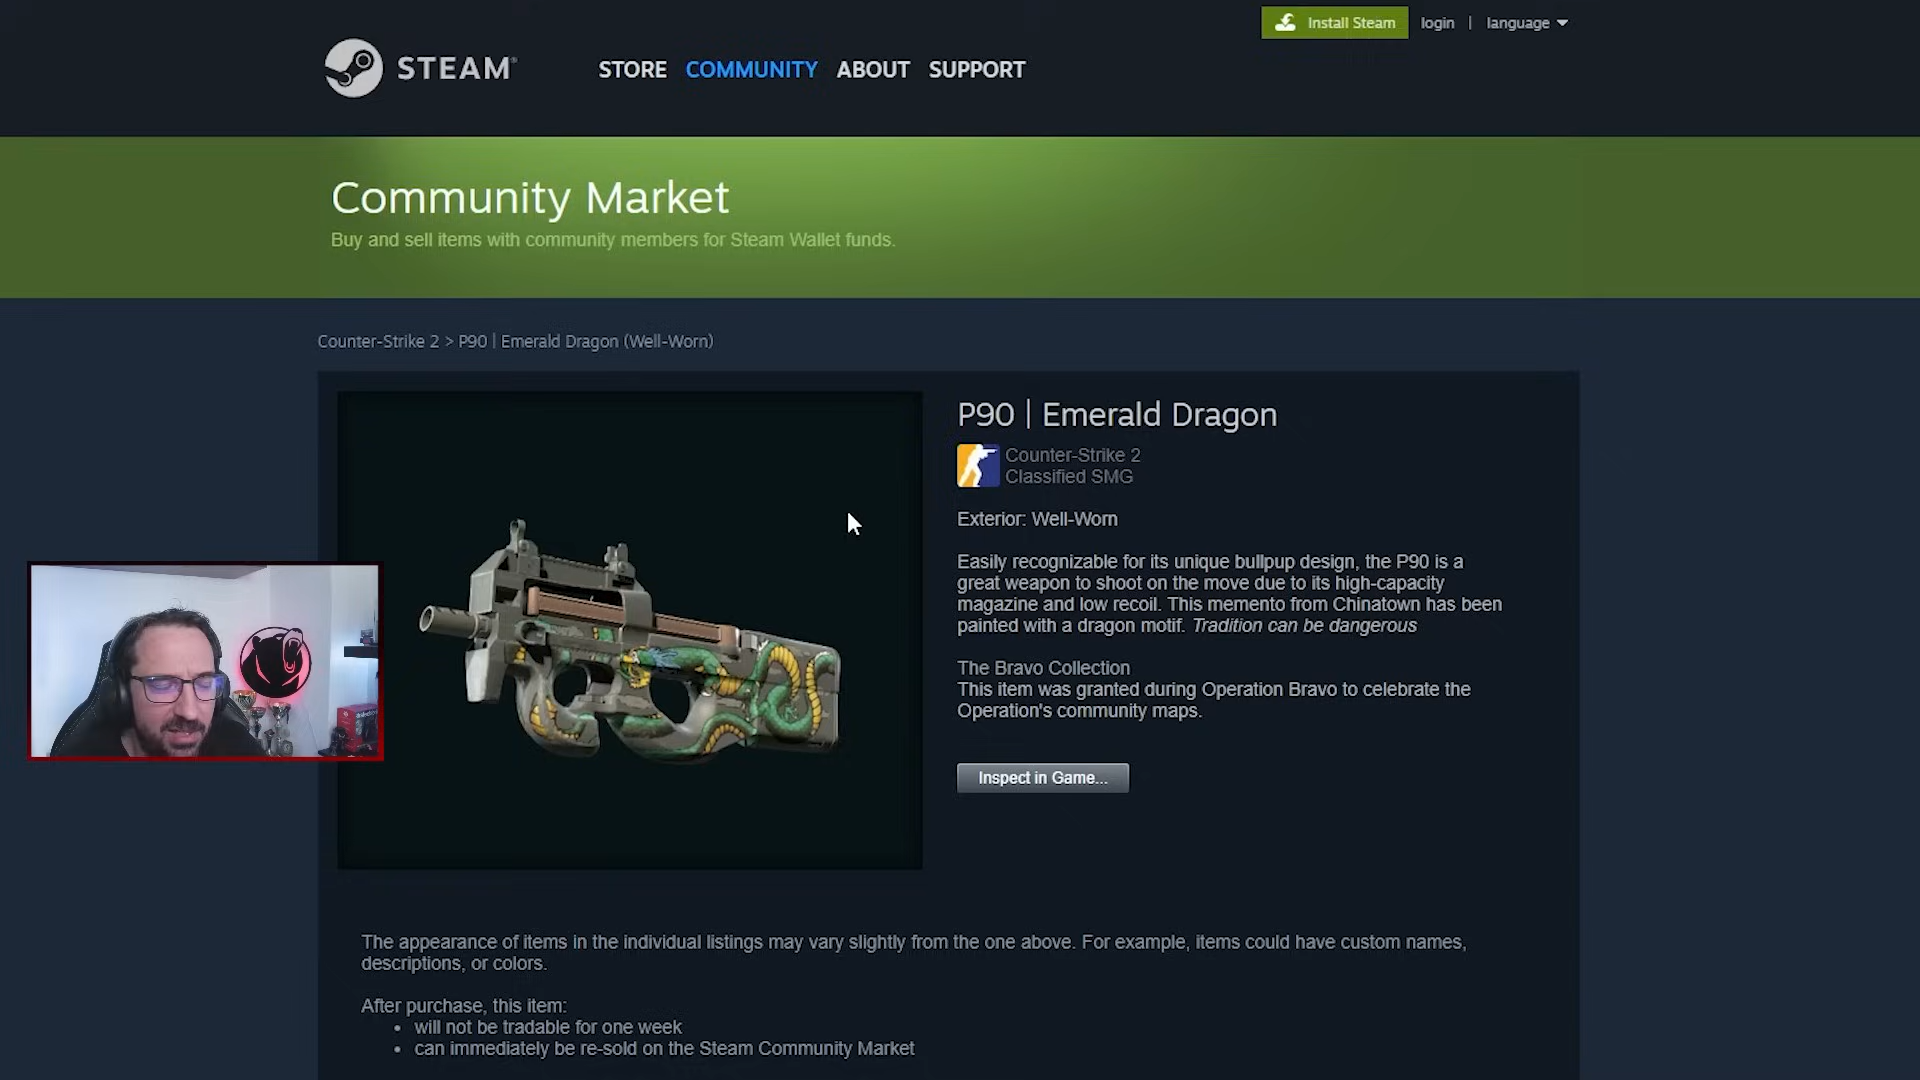 Install Steam
login | language
STEAM®
STORE COMMUNITY ABOUT SUPPORT
Community Market
Buy and sell items with community members for Steam Wallet funds.
Counter-Strike 2 > P90 | Emerald Dragon (Well-Worn)
P90 | Emerald Dragon
Counter-Strike 2
Classified SMG
Exterior: Well-Worn
Easily recognizable for its unique bullpup design, the P90 is a
great weapon to shoot on the move due to its high-capacity
magazine and low recoil. This memento from Chinatown has been
painted with a dragon motif. Tradition can be dangerous
The Bravo Collection
This item was granted during Operation Bravo to celebrate the
Operation's community maps.
Inspect in Game...
The appearance of items in the individual listings may vary slightly from the one above. For example, items could have custom names,
descriptions, or colors.
After purchase, this item:
• will not be tradable for one week
• can immediately be re-sold on the Steam Community Market